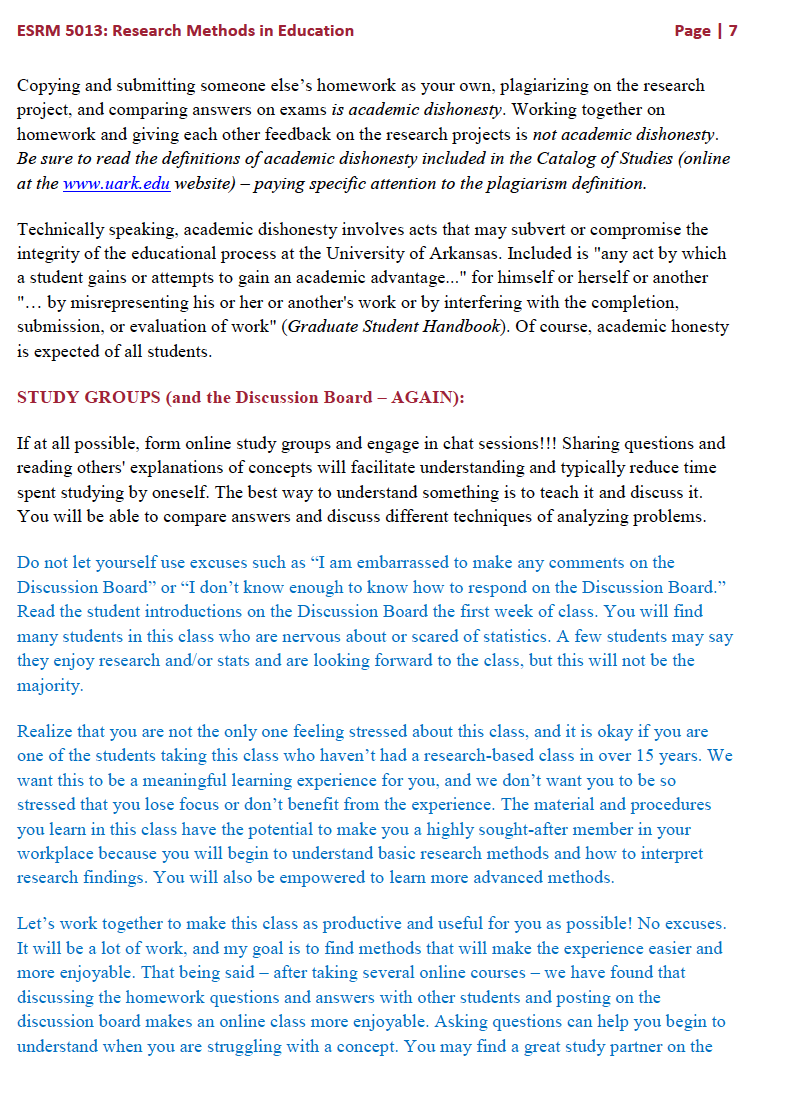 ESRM 5013: Research Methods in Education Page | 7
Copying and submitting someone else’s homework as your own, plagiarizing on the research
project, and comparing answers on exams is academic dishonesty. Working together on
homework and giving each other feedback on the research projects is not academic dishonesty.
Be sure to read the definitions of academic dishonesty included in the Catalog of Studies (online
at the www.uark.edu website) – paying specific attention to the plagiarism definition.
Technically speaking, academic dishonesty involves acts that may subvert or compromise the
integrity of the educational process at the University of Arkansas. Included is "any act by which
a student gains or attempts to gain an academic advantage..." for himself or herself or another
"… by misrepresenting his or her or another's work or by interfering with the completion,
submission, or evaluation of work" (Graduate Student Handbook). Of course, academic honesty
is expected of all students.
STUDY GROUPS (and the Discussion Board – AGAIN):
If at all possible, form online study groups and engage in chat sessions!!! Sharing questions and
reading others' explanations of concepts will facilitate understanding and typically reduce time
spent studying by oneself. The best way to understand something is to teach it and discuss it.
You will be able to compare answers and discuss different techniques of analyzing problems.
Do not let yourself use excuses such as “I am embarrassed to make any comments on the
Discussion Board” or “I don’t know enough to know how to respond on the Discussion Board.”
Read the student introductions on the Discussion Board the first week of class. You will find
many students in this class who are nervous about or scared of statistics. A few students may say
they enjoy research and/or stats and are looking forward to the class, but this will not be the
majority.
Realize that you are not the only one feeling stressed about this class, and it is okay if you are
one of the students taking this class who haven’t had a research-based class in over 15 years. We
want this to be a meaningful learning experience for you, and we don’t want you to be so
stressed that you lose focus or don’t benefit from the experience. The material and procedures
you learn in this class have the potential to make you a highly sought-after member in your
workplace because you will begin to understand basic research methods and how to interpret
research findings. You will also be empowered to learn more advanced methods.
Let’s work together to make this class as productive and useful for you as possible! No excuses.
It will be a lot of work, and my goal is to find methods that will make the experience easier and
more enjoyable. That being said – after taking several online courses – we have found that
discussing the homework questions and answers with other students and posting on the
discussion board makes an online class more enjoyable. Asking questions can help you begin to
understand when you are struggling with a concept. You may find a great study partner on the